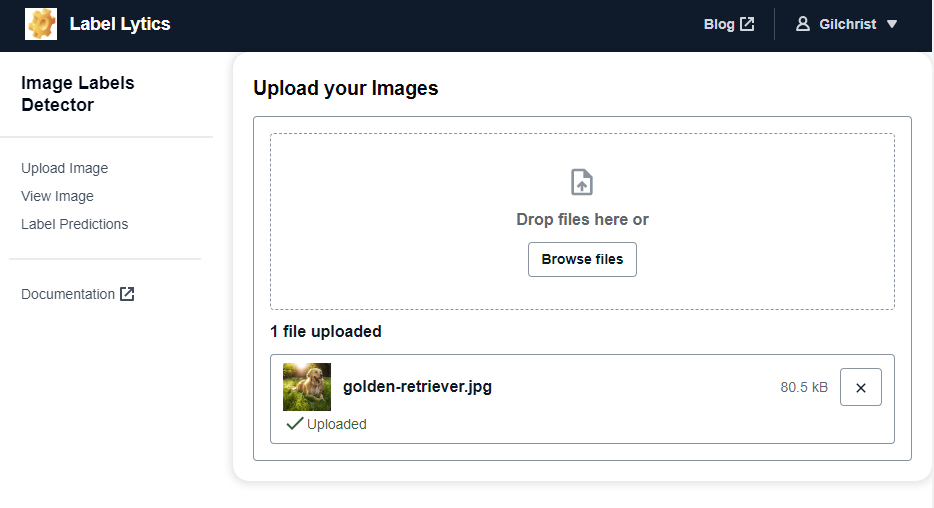 Label Lytics
Blog
Gilchrist
Image Labels
Detector
Upload Image
View Image
Label Predictions
Documentation
Upload your Images
Drop files here or
Browse files
1 file uploaded
golden-retriever.jpg
80.5 kB
Uploaded